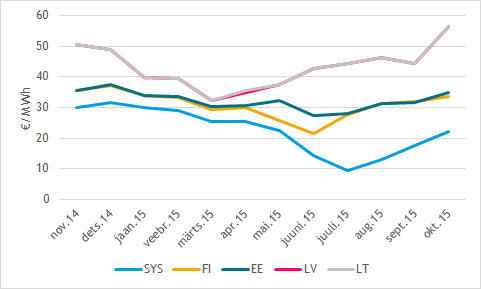 60
50
40
30
20
10
0
€/MWh
nov.14
dets.14
jaan.15
veebr.15
märts.15
apr.15
mai.15
juuni.15
juuli.15
aug.15
sept.15
okt.15
SYS FI EE LV LT